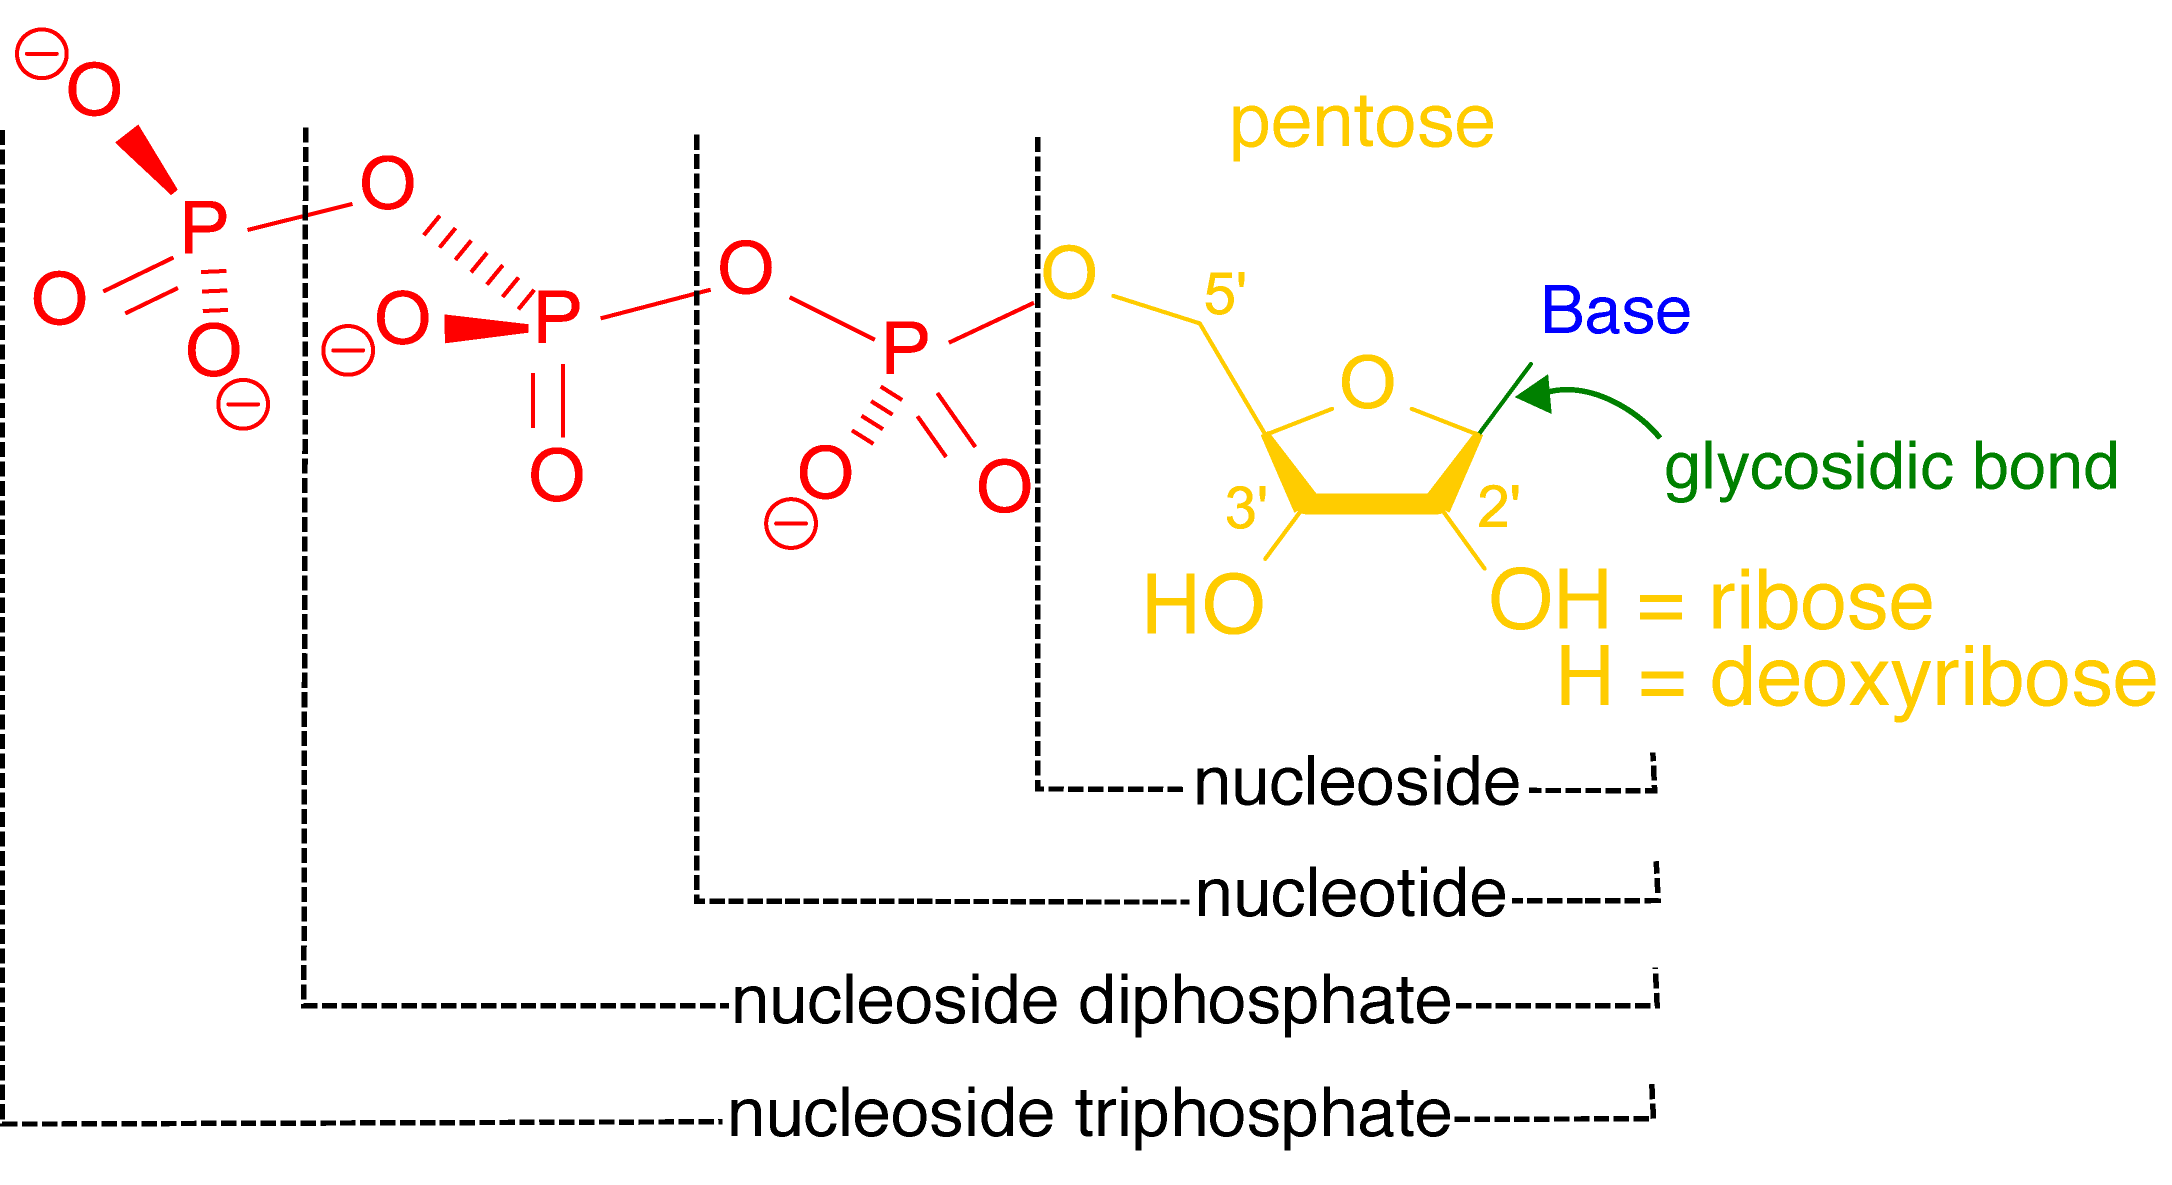 ⊖
O
pentose
O
P
O
O
5'
Base
O
O
P
O
⊖
P
O
O
⊖
glycosidic bond
O
O
O
3'
2'
⊖
HO
OH = ribose
H = deoxyribose
nucleoside
nucleotide
nucleoside diphosphate
nucleoside triphosphate